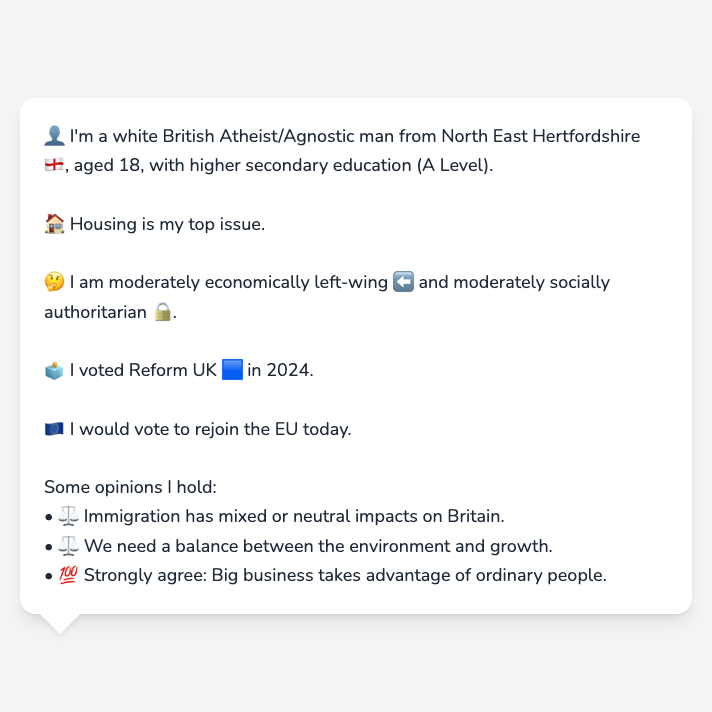 👤 I'm a white British Atheist/Agnostic man from North East Hertfordshire
🏴󠁧󠁢󠁥󠁮󠁧󠁿, aged 18, with higher secondary education (A Level).
🏠 Housing is my top issue.
🤔 I am moderately economically left-wing ⬅️ and moderately socially
authoritarian 🔒.
🗳️ I voted Reform UK 🟦 in 2024.
🇪🇺 I would vote to rejoin the EU today.
Some opinions I hold:
• ⚖️ Immigration has mixed or neutral impacts on Britain.
• ⚖️ We need a balance between the environment and growth.
• 💯 Strongly agree: Big business takes advantage of ordinary people.